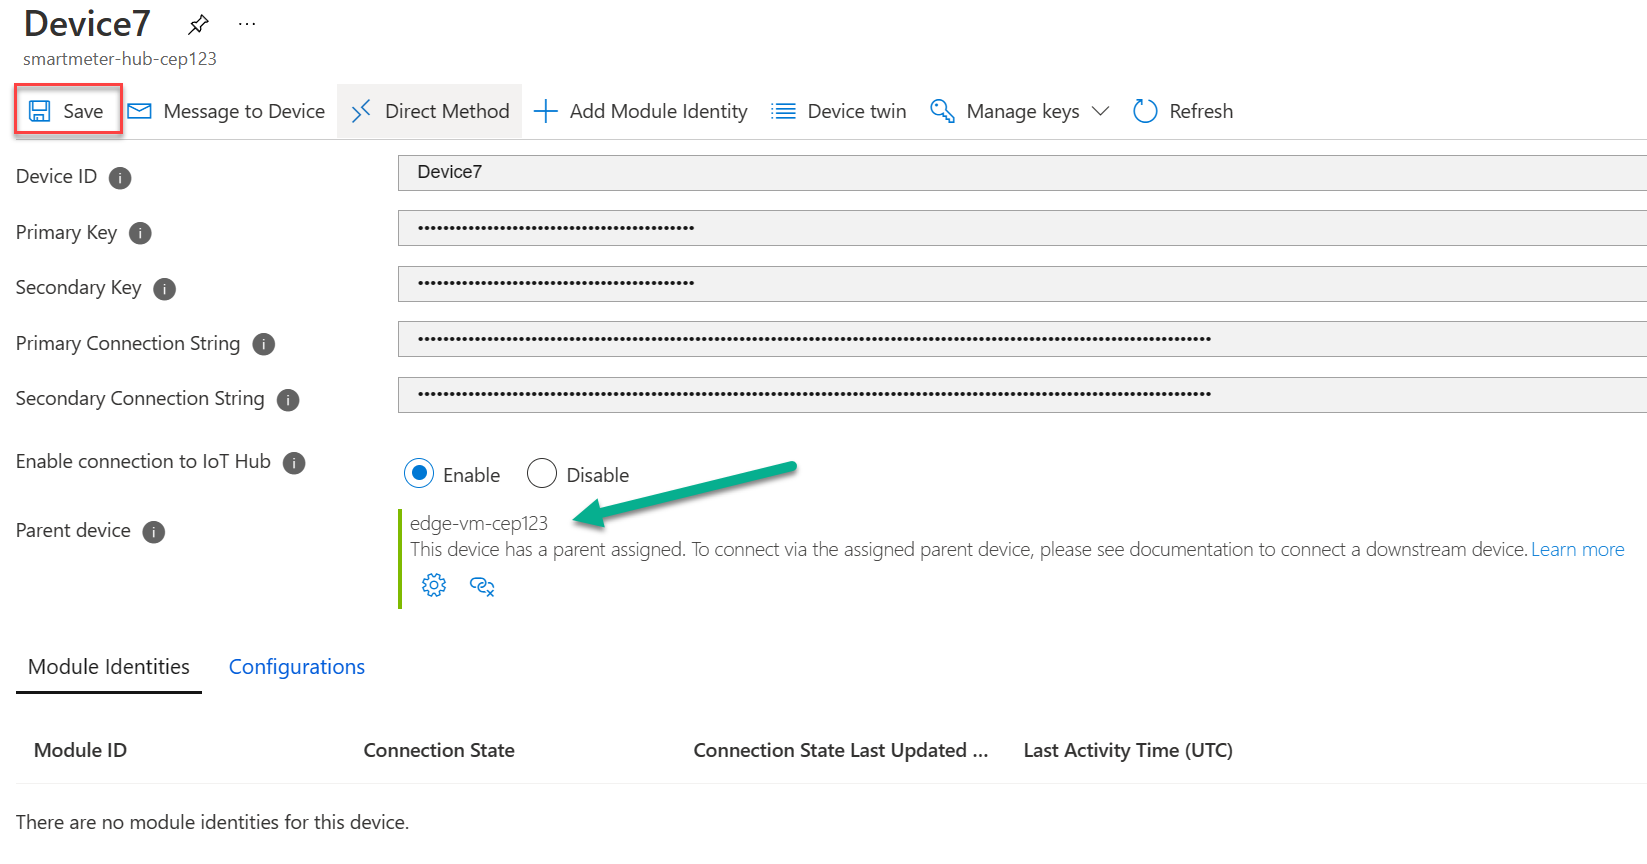 Device7 ...
smartmeter-hub-cep123
Save Message to Device Direct Method Add Module Identity Device twin Manage keys Refresh
Device ID Device7
Primary Key ••••••••••••••••••••••••••••••••••••••••••••
Secondary Key ••••••••••••••••••••••••••••••••••••••••••••
Primary Connection String
Secondary Connection String
Enable connection to IoT Hub Enable Disable
Parent device edge-vm-cep123
This device has a parent assigned. To connect via the assigned parent device, please see documentation to connect a downstream device. Learn more
Module Identities Configurations
Module ID Connection State Connection State Last Updated ... Last Activity Time (UTC)
There are no module identities for this device.